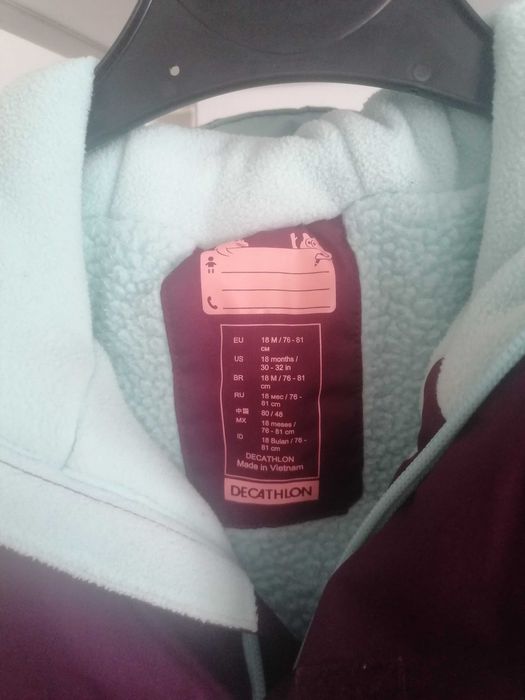 EU 18 M / 76 - 81
CM
US 18 months /
30 - 32 in
BR 18 M / 76 - 81
cm
RU 18 мес / 76 -
81 cm
中国 80 / 48
MX 18 meses /
76 - 81 cm
ID 18 Bulan / 76 -
81 cm
DECATHLON
Made in Vietnam
DECATHLON